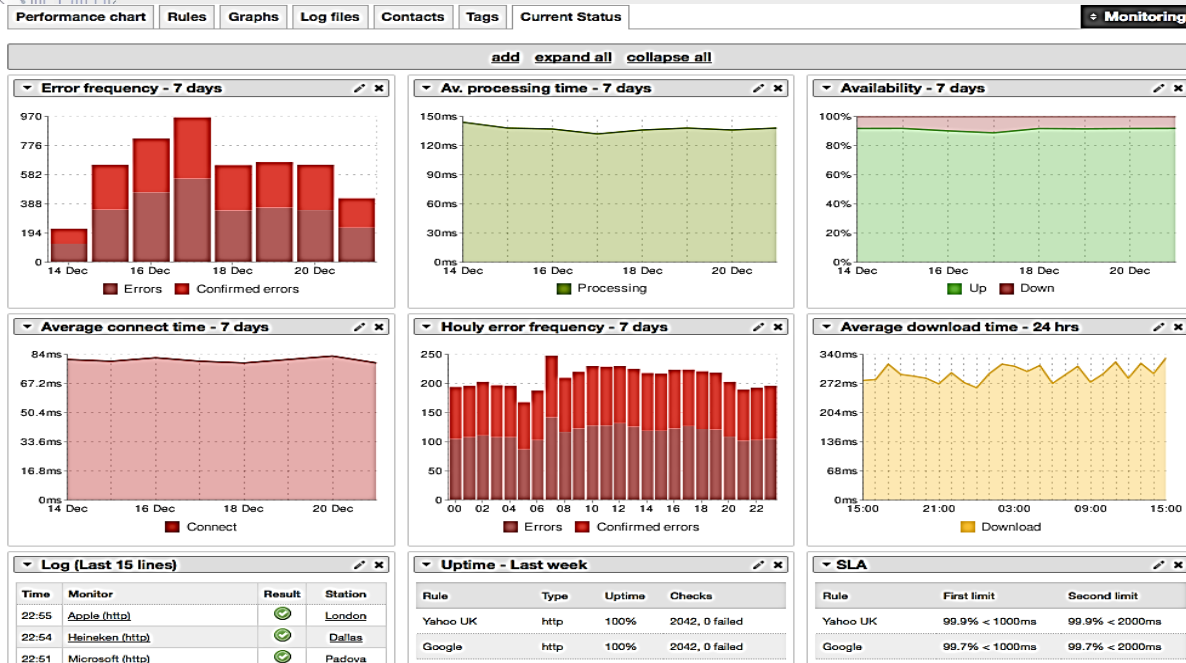 Performance chart Rules Graphs Log files Contacts Tags Current Status Monitoring
add expand all collapse all
Error frequency - 7 days
970
776
582
388
194
0
14 Dec 16 Dec 18 Dec 20 Dec
Errors Confirmed errors
Av. processing time - 7 days
150ms
120ms
90ms
60ms
30ms
0ms
14 Dec 16 Dec 18 Dec 20 Dec
Processing
Availability - 7 days
100%
80%
60%
40%
20%
0%
14 Dec 16 Dec 18 Dec 20 Dec
Up Down
Average connect time - 7 days
84ms
67.2ms
50.4ms
33.6ms
16.8ms
0ms
14 Dec 16 Dec 18 Dec 20 Dec
Connect
Houly error frequency - 7 days
250
200
150
100
50
0
00 02 04 06 08 10 12 14 16 18 20 22
Errors Confirmed errors
Average download time - 24 hrs
340ms
272ms
204ms
136ms
68ms
0ms
15:00 21:00 03:00 09:00 15:00
Download
Log (Last 15 lines)
Time Monitor Result Station
22:55 Apple (http) London
22:54 Heineken (http) Dallas
22:51 Microsoft (http) Padova
Uptime - Last week
Rule Type Uptime Checks
Yahoo UK http 100% 2042, 0 failed
Google http 100% 2042, 0 failed
SLA
Rule First limit Second limit
Yahoo UK 99.9% < 1000ms 99.9% < 2000ms
Google 99.7% < 1000ms 99.7% < 2000ms